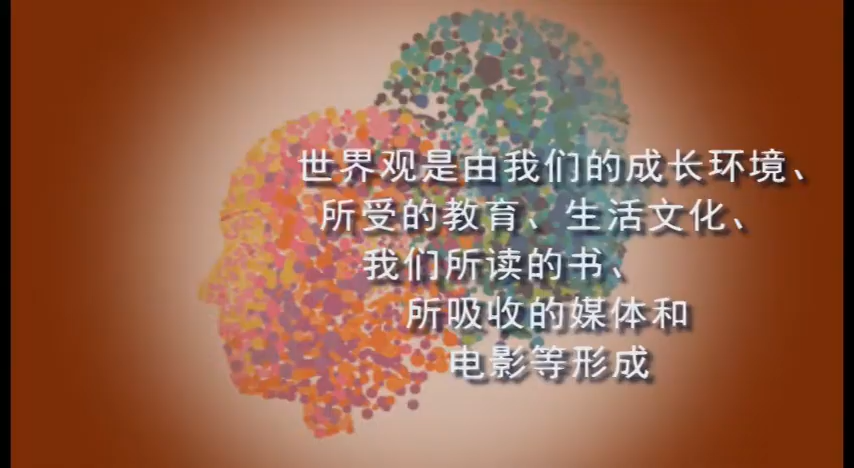 世界观是由我们的成长环境、
所受的教育、生活文化、
我们所读的书、
所吸收的媒体和
电影等形成